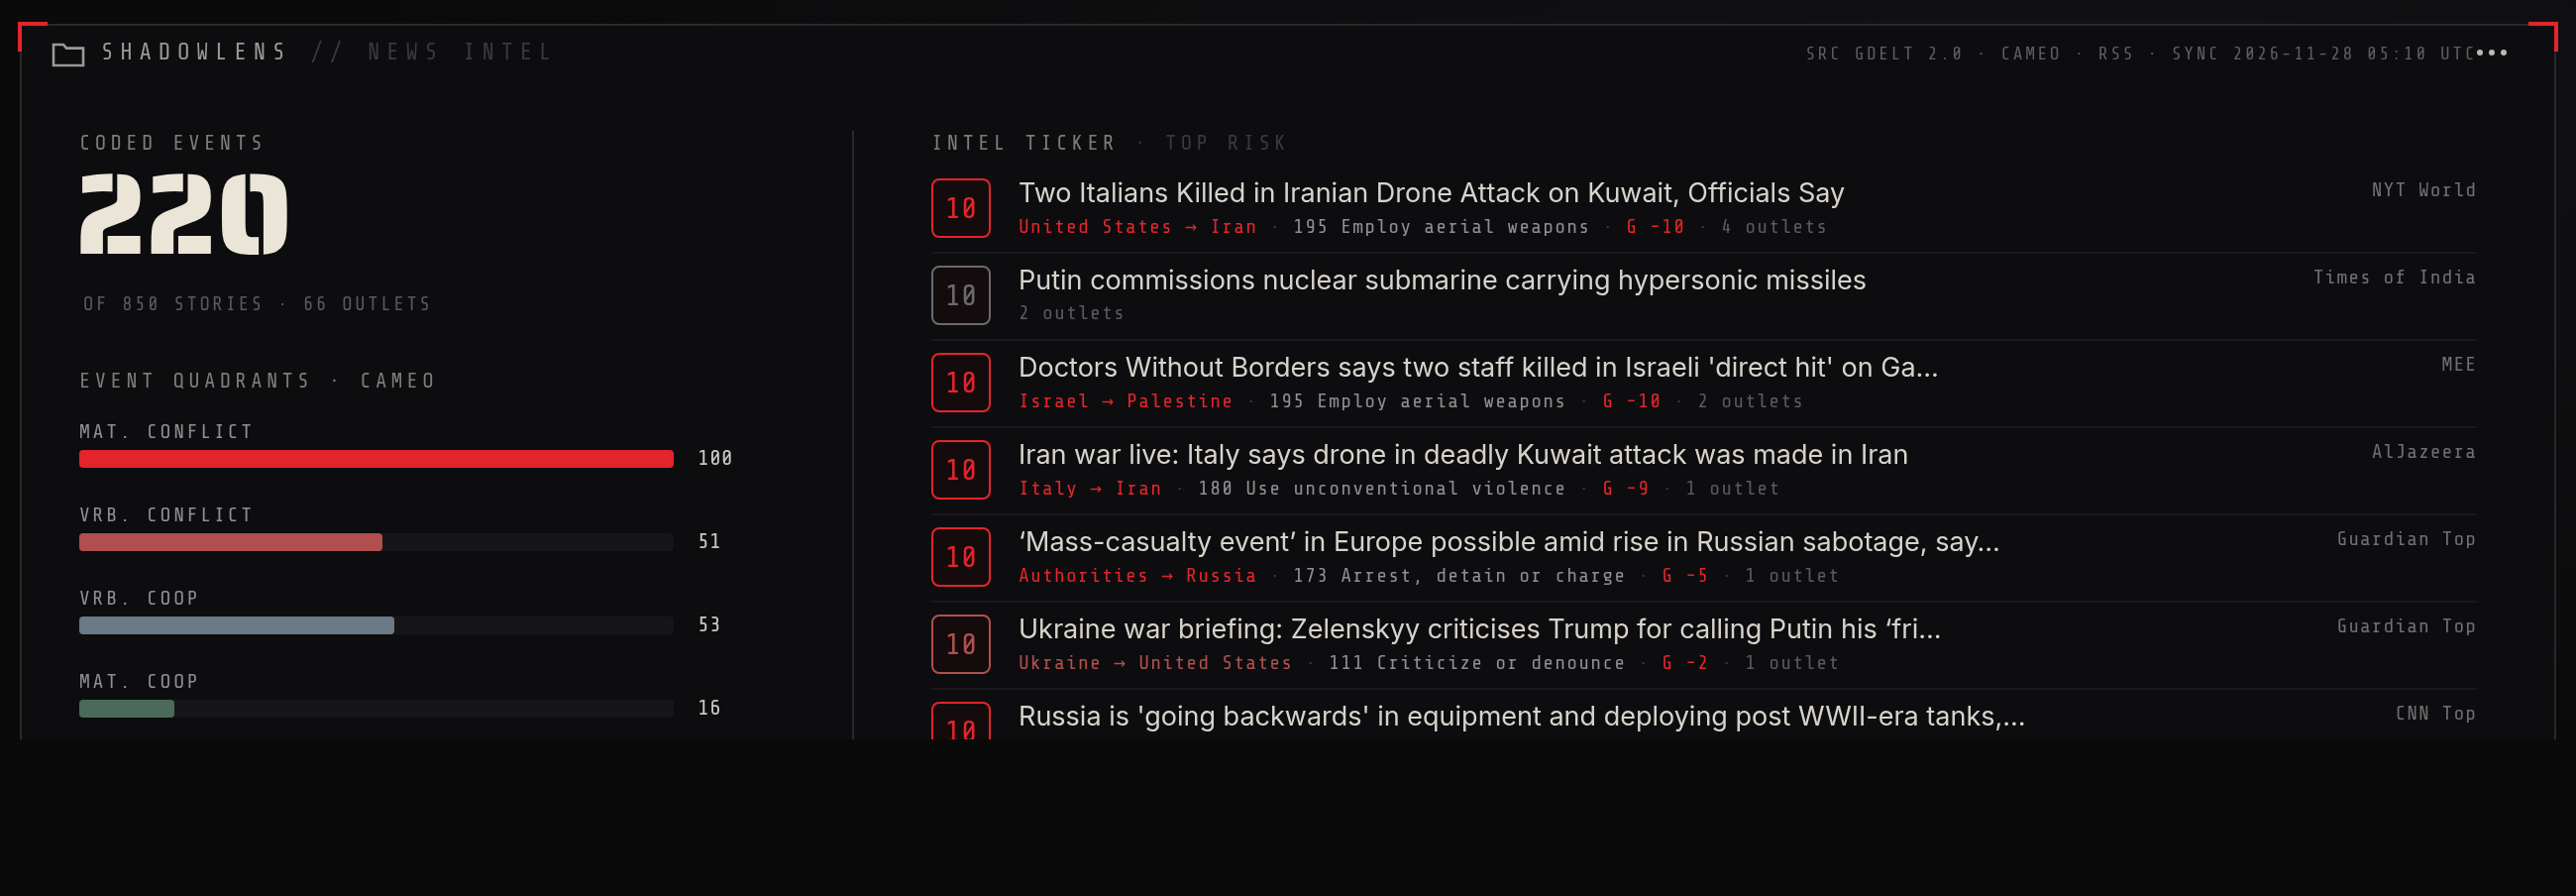 SHADOWLENS // NEWS INTEL
SRC GDELT 2.0 · CAMEO · RSS · SYNC 2026-11-28 05:10 UTC•••
CODED EVENTS
220
OF 850 STORIES · 66 OUTLETS
EVENT QUADRANTS · CAMEO
MAT. CONFLICT
100
VRB. CONFLICT
51
VRB. COOP
53
MAT. COOP
16
INTEL TICKER · TOP RISK
10
Two Italians Killed in Iranian Drone Attack on Kuwait, Officials Say
NYT World
United States → Iran · 195 Employ aerial weapons · G -10 · 4 outlets
10
Putin commissions nuclear submarine carrying hypersonic missiles
Times of India
2 outlets
10
Doctors Without Borders says two staff killed in Israeli 'direct hit' on Ga...
MEE
Israel → Palestine · 195 Employ aerial weapons · G -10 · 2 outlets
10
Iran war live: Italy says drone in deadly Kuwait attack was made in Iran
AlJazeera
Italy → Iran · 180 Use unconventional violence · G -9 · 1 outlet
10
‘Mass-casualty event’ in Europe possible amid rise in Russian sabotage, say...
Guardian Top
Authorities → Russia · 173 Arrest, detain or charge · G -5 · 1 outlet
10
Ukraine war briefing: Zelenskyy criticises Trump for calling Putin his ‘fri...
Guardian Top
Ukraine → United States · 111 Criticize or denounce · G -2 · 1 outlet
10
Russia is 'going backwards' in equipment and deploying post WWII-era tanks,...
CNN Top